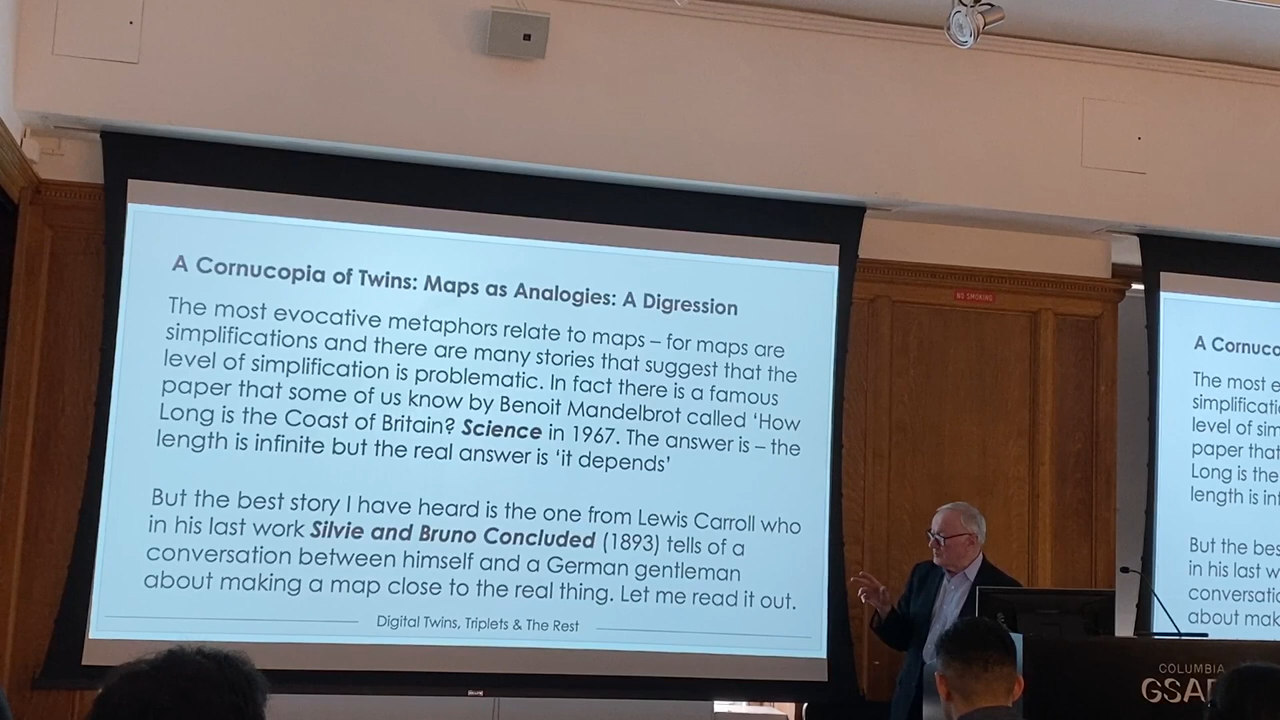 A Cornucopia of Twins: Maps as Analogies: A Digression
The most evocative metaphors relate to maps – for maps are
simplifications and there are many stories that suggest that the
level of simplification is problematic. In fact there is a famous
paper that some of us know by Benoit Mandelbrot called ‘How
Long is the Coast of Britain? Science in 1967. The answer is – the
length is infinite but the real answer is ‘it depends’
But the best story I have heard is the one from Lewis Carroll who
in his last work Silvie and Bruno Concluded (1893) tells of a
conversation between himself and a German gentleman
about making a map close to the real thing. Let me read it out.
Digital Twins, Triplets & The Rest
NO SMOKING
A Cornuco
The most e
simplificati
level of sim
paper that
Long is the
length is inf
But the bes
in his last w
conversatio
about mak
COLUMBIA
GSA